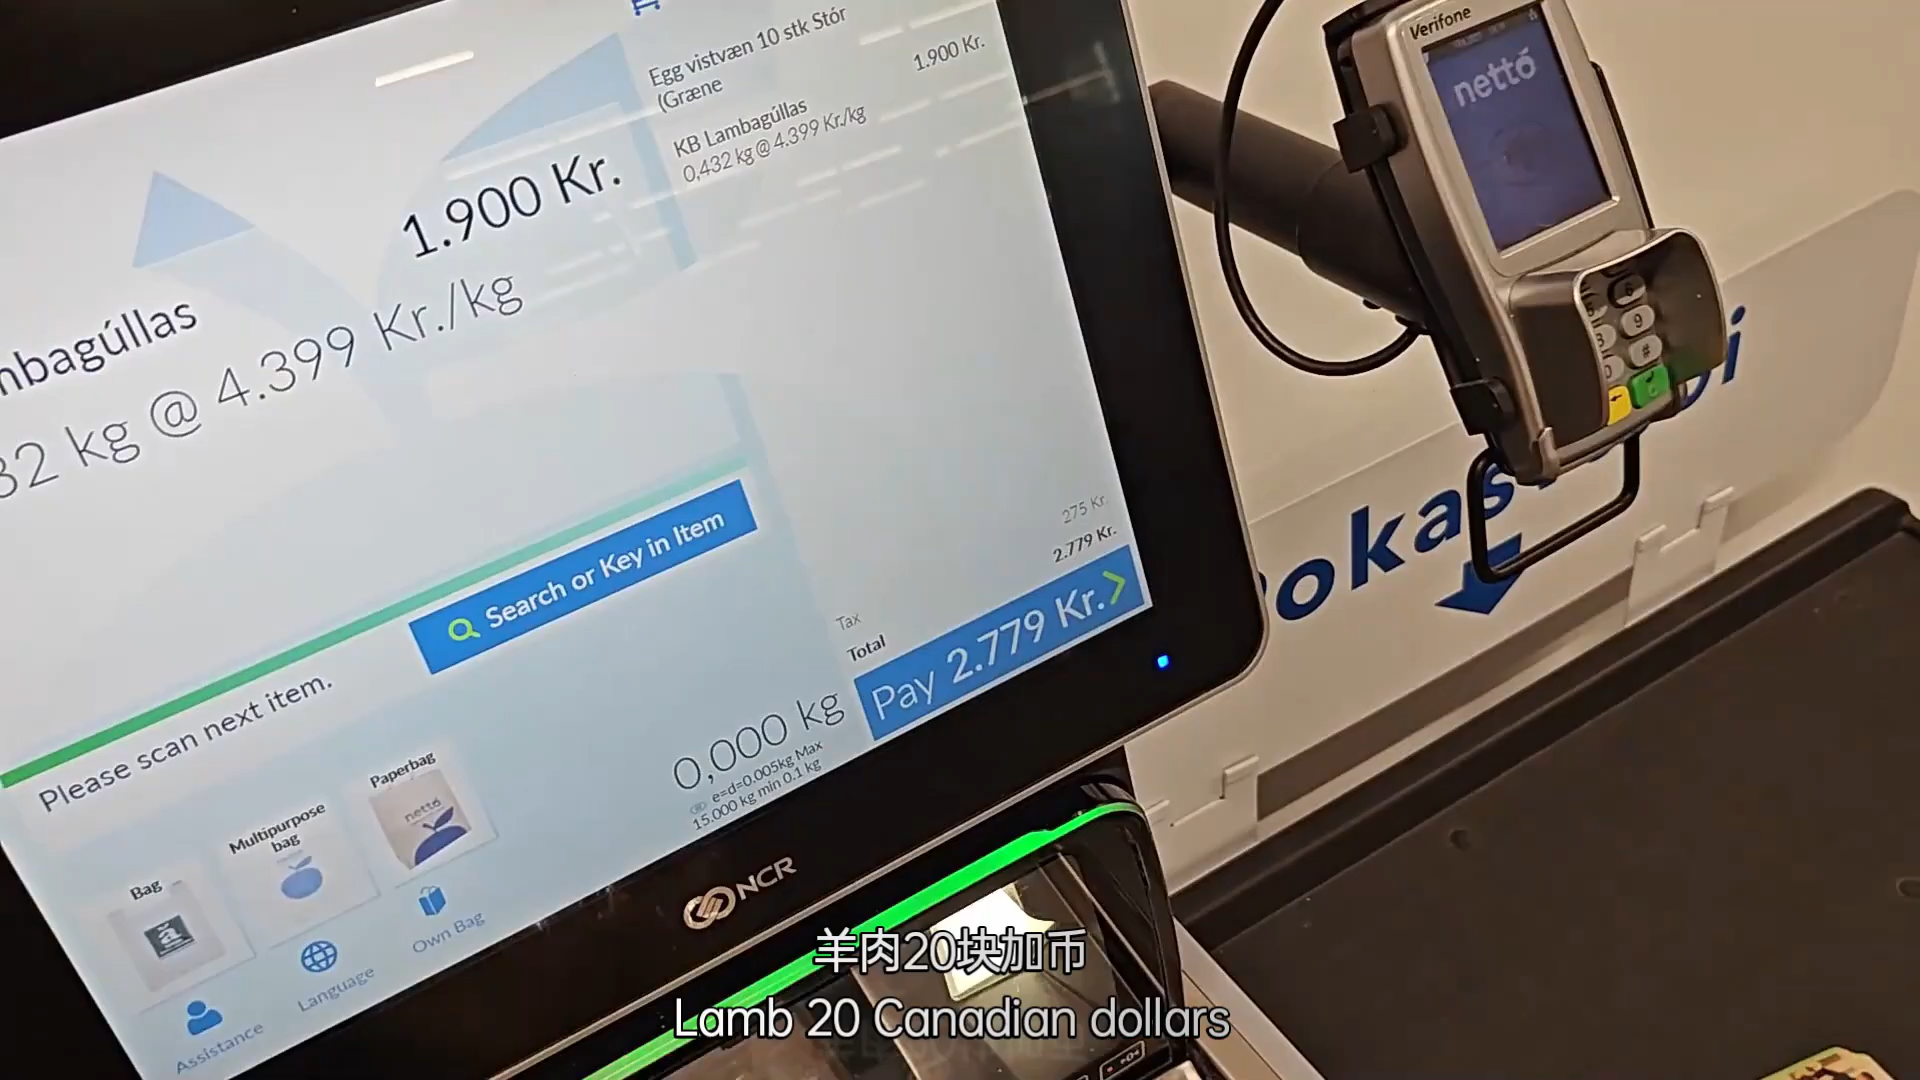 Egg vistvæn 10 stk Stór
(Græne
KB Lambagúllas
1.900 Kr.
0,432 kg @ 4.399 Kr./kg
1.900 Kr.
mbagúllas
32 kg @ 4.399 Kr./kg
Search or Key in Item
Please scan next item.
Tax
275 Kr.
Total
2.779 Kr.
Pay 2.779 Kr.
0,000 kg
e=d=0.005kg Max
15.000 kg min 0.1 kg
Bag
Multipurpose
bag
Paperbag
netto
Assistance
Language
Own Bag
NCR
Verifone
nettó
6
9
#
0
pokas
i
羊肉20块加币
Lamb 20 Canadian dollars